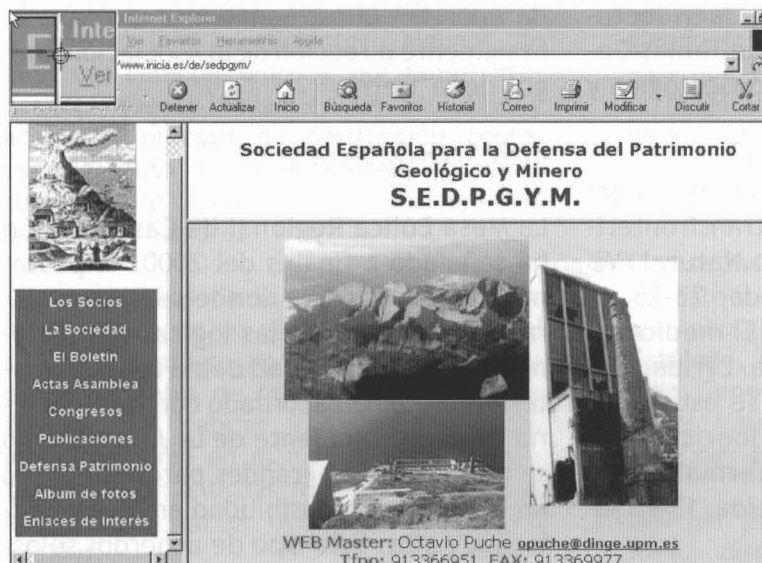 t Inte
Ver
Internet Explorer
Ver Favoritos Herramientas Ayuda
/www.inicia.es/de/sedpgym/
Detener Actualizar Inicio Búsqueda Favoritos Historial Correo Imprimir Modificar Discutir Cortar
Sociedad Española para la Defensa del Patrimonio
Geológico y Minero
S.E.D.P.G.Y.M.
Los Socios
La Sociedad
El Boletin
Actas Asamblea
Congresos
Publicaciones
Defensa Patrimonio
Album de fotos
Enlaces de Interés
WEB Master: Octavio Puche opuche@dinge.upm.es
Tfno: 913366951 FAX: 913369977